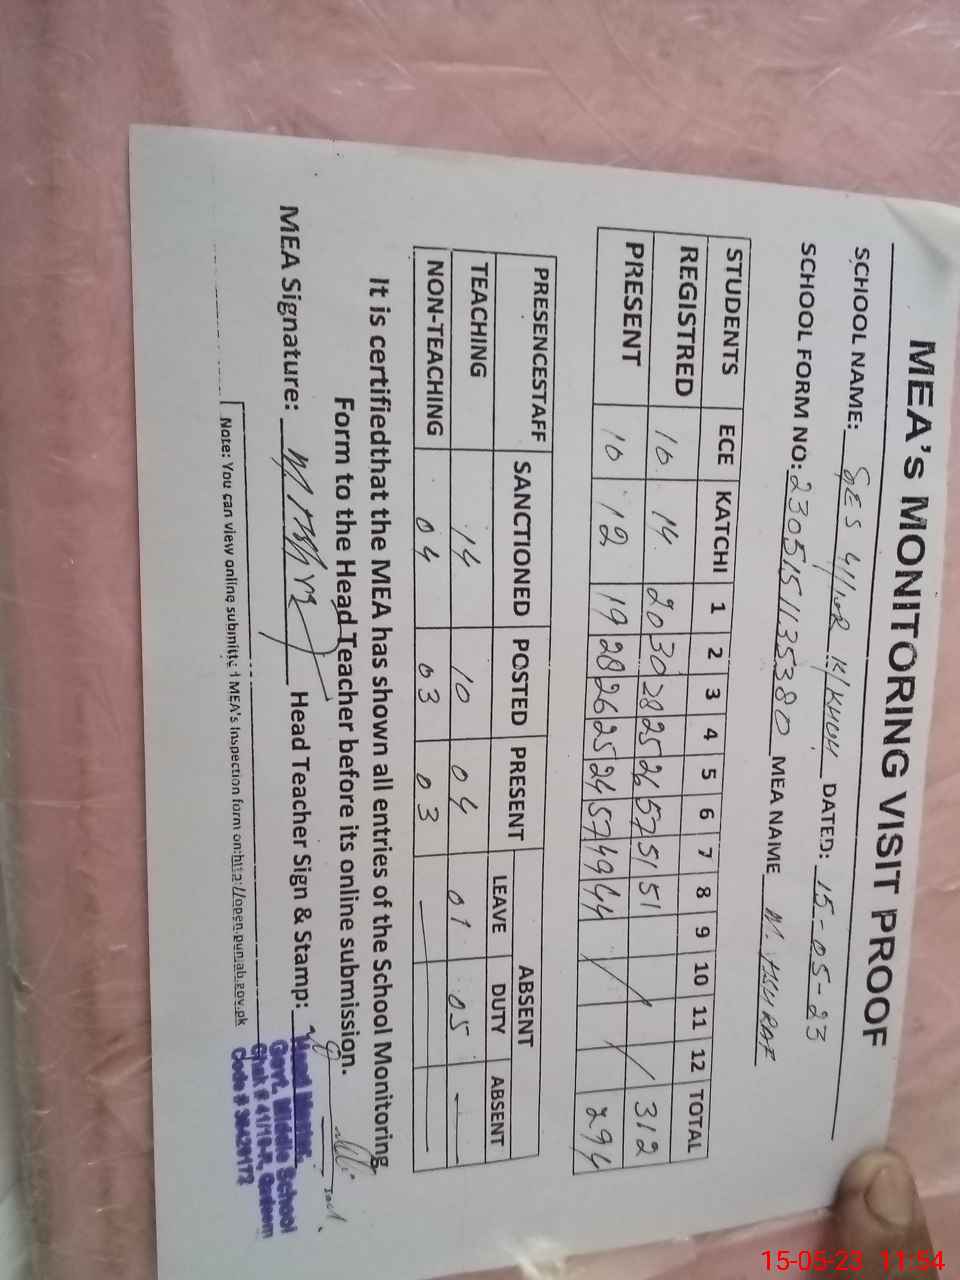 MEA's MONITORING VISIT PROOF
SCHOOL NAME: GES 41/10R K/KHUH DATED: 15-05-23
SCHOOL FORM NO: 230515113538​0 MEA NAME M.
STUDENTS ECE KATCHI 1 2 3 4 5 6 7 8 9 10 11 12 TOTAL
REGISTRED 10 14 20 30 28 25 26 57 51 51 312
PRESENT 10 12 19 28 26 25 24 57 49 44 294
PRESENCESTAFF SANCTIONED POSTED PRESENT ABSENT
LEAVE DUTY ABSENT
TEACHING 14 10 04 01 05 —
NON-TEACHING 04 03 03 — — —
It is certifiedthat the MEA has shown all entries of the School Monitoring
Form to the Head Teacher before its online submission.
MEA Signature: Head Teacher Sign & Stamp:
Head Master,
Govt. Middle School
Chak # 41/10-R, Qadeem
Code # 38429172
Note: You can view online submitted MEA's Inspection form on:http://open.punjab.gov.pk
15-05-23 11:54